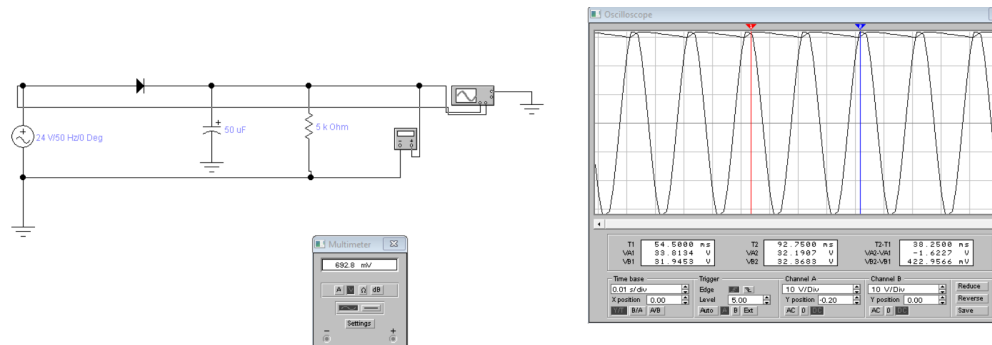 24 V/50 Hz/0 Deg
50 uF
5 k Ohm
Multimeter
692.8 mV
A V Ω dB
Settings
Oscilloscope
1 2
T1 54.5000 ms T2 92.7500 ms T2-T1 38.2500 ms
VA1 33.8134 V VA2 32.1907 V VA2-VA1 -1.6227 V
VB1 31.9453 V VB2 32.3683 V VB2-VB1 422.9566 mV
Time base Trigger Channel A Channel B
0.01 s/div Edge 10 V/Div 10 V/Div Reduce
X position 0.00 Level 5.00 Y position -0.20 Y position 0.00 Reverse
Y/T B/A A/B Auto A B Ext AC 0 DC AC 0 DC Save